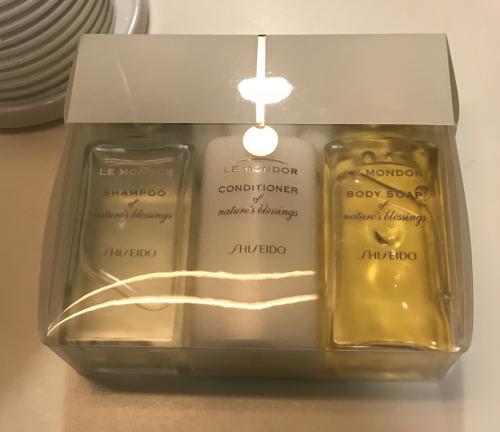 LE MONDOR
SHAMPOO
of
nature's blessings
SHISEIDO
LE MONDOR
CONDITIONER
of
nature's blessings
SHISEIDO
LE MONDOR
BODY SOAP
of
nature's blessings
SHISEIDO